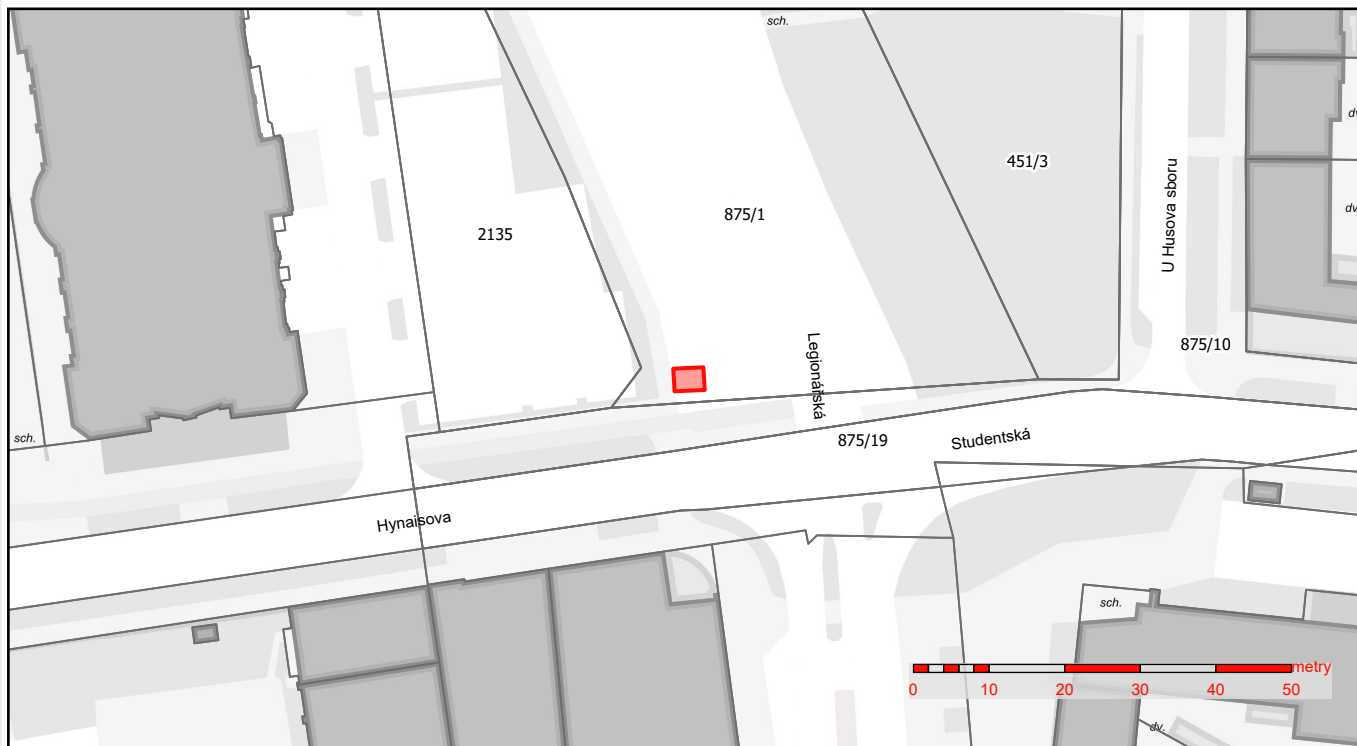 sch.
dv.
451/3
U Husova sboru
dv.
875/1
2135
875/10
Legionářská
sch.
875/19
Studentská
Hynaisova
sch.
metry
0 10 20 30 40 50
dv.